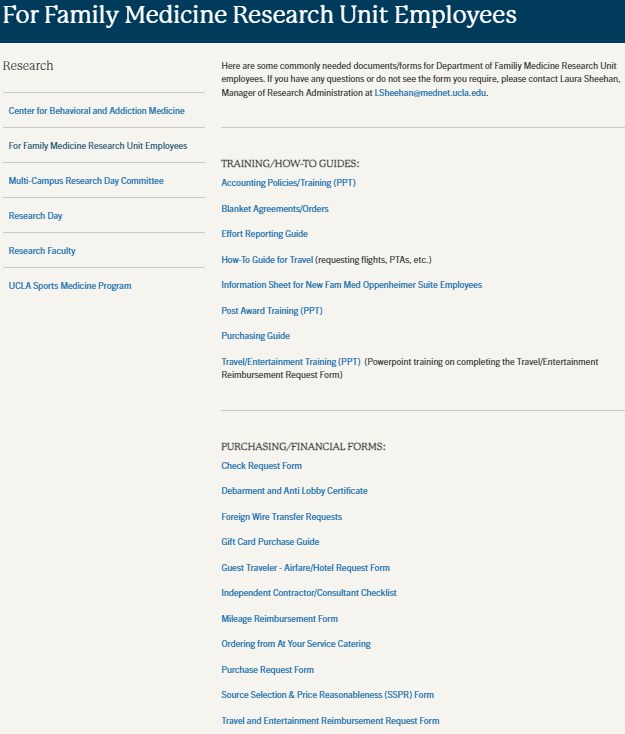 For Family Medicine Research Unit Employees
Research
Center for Behavioral and Addiction Medicine
For Family Medicine Research Unit Employees
Multi-Campus Research Day Committee
Research Day
Research Faculty
UCLA Sports Medicine Program
Here are some commonly needed documents/forms for Department of Familiy Medicine Research Unit
employees. If you have any questions or do not see the form you require, please contact Laura Sheehan,
Manager of Research Administration at LSheehan@mednet.ucla.edu.
TRAINING/HOW-TO GUIDES:
Accounting Policies/Training (PPT)
Blanket Agreements/Orders
Effort Reporting Guide
How-To Guide for Travel (requesting flights, PTAs, etc.)
Information Sheet for New Fam Med Oppenheimer Suite Employees
Post Award Training (PPT)
Purchasing Guide
Travel/Entertainment Training (PPT) (Powerpoint training on completing the Travel/Entertainment
Reimbursement Request Form)
PURCHASING/FINANCIAL FORMS:
Check Request Form
Debarment and Anti Lobby Certificate
Foreign Wire Transfer Requests
Gift Card Purchase Guide
Guest Traveler - Airfare/Hotel Request Form
Independent Contractor/Consultant Checklist
Mileage Reimbursement Form
Ordering from At Your Service Catering
Purchase Request Form
Source Selection & Price Reasonableness (SSPR) Form
Travel and Entertainment Reimbursement Request Form